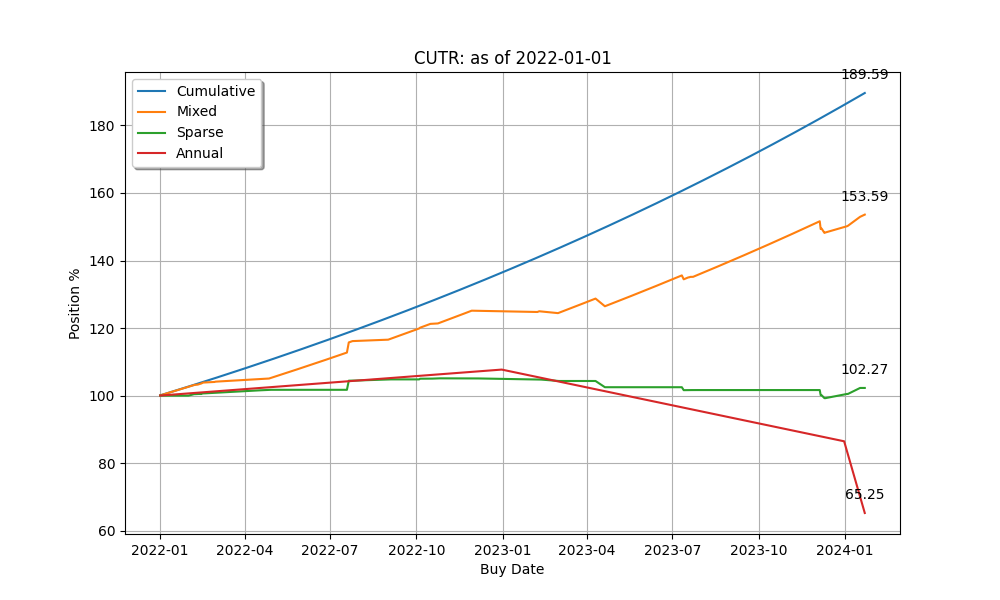 CUTR: as of 2022-01-01
Cumulative
Mixed
Sparse
Annual
189.59
153.59
102.27
65.25
180
160
140
120
100
80
60
Position %
2022-01 2022-04 2022-07 2022-10 2023-01 2023-04 2023-07 2023-10 2024-01
Buy Date